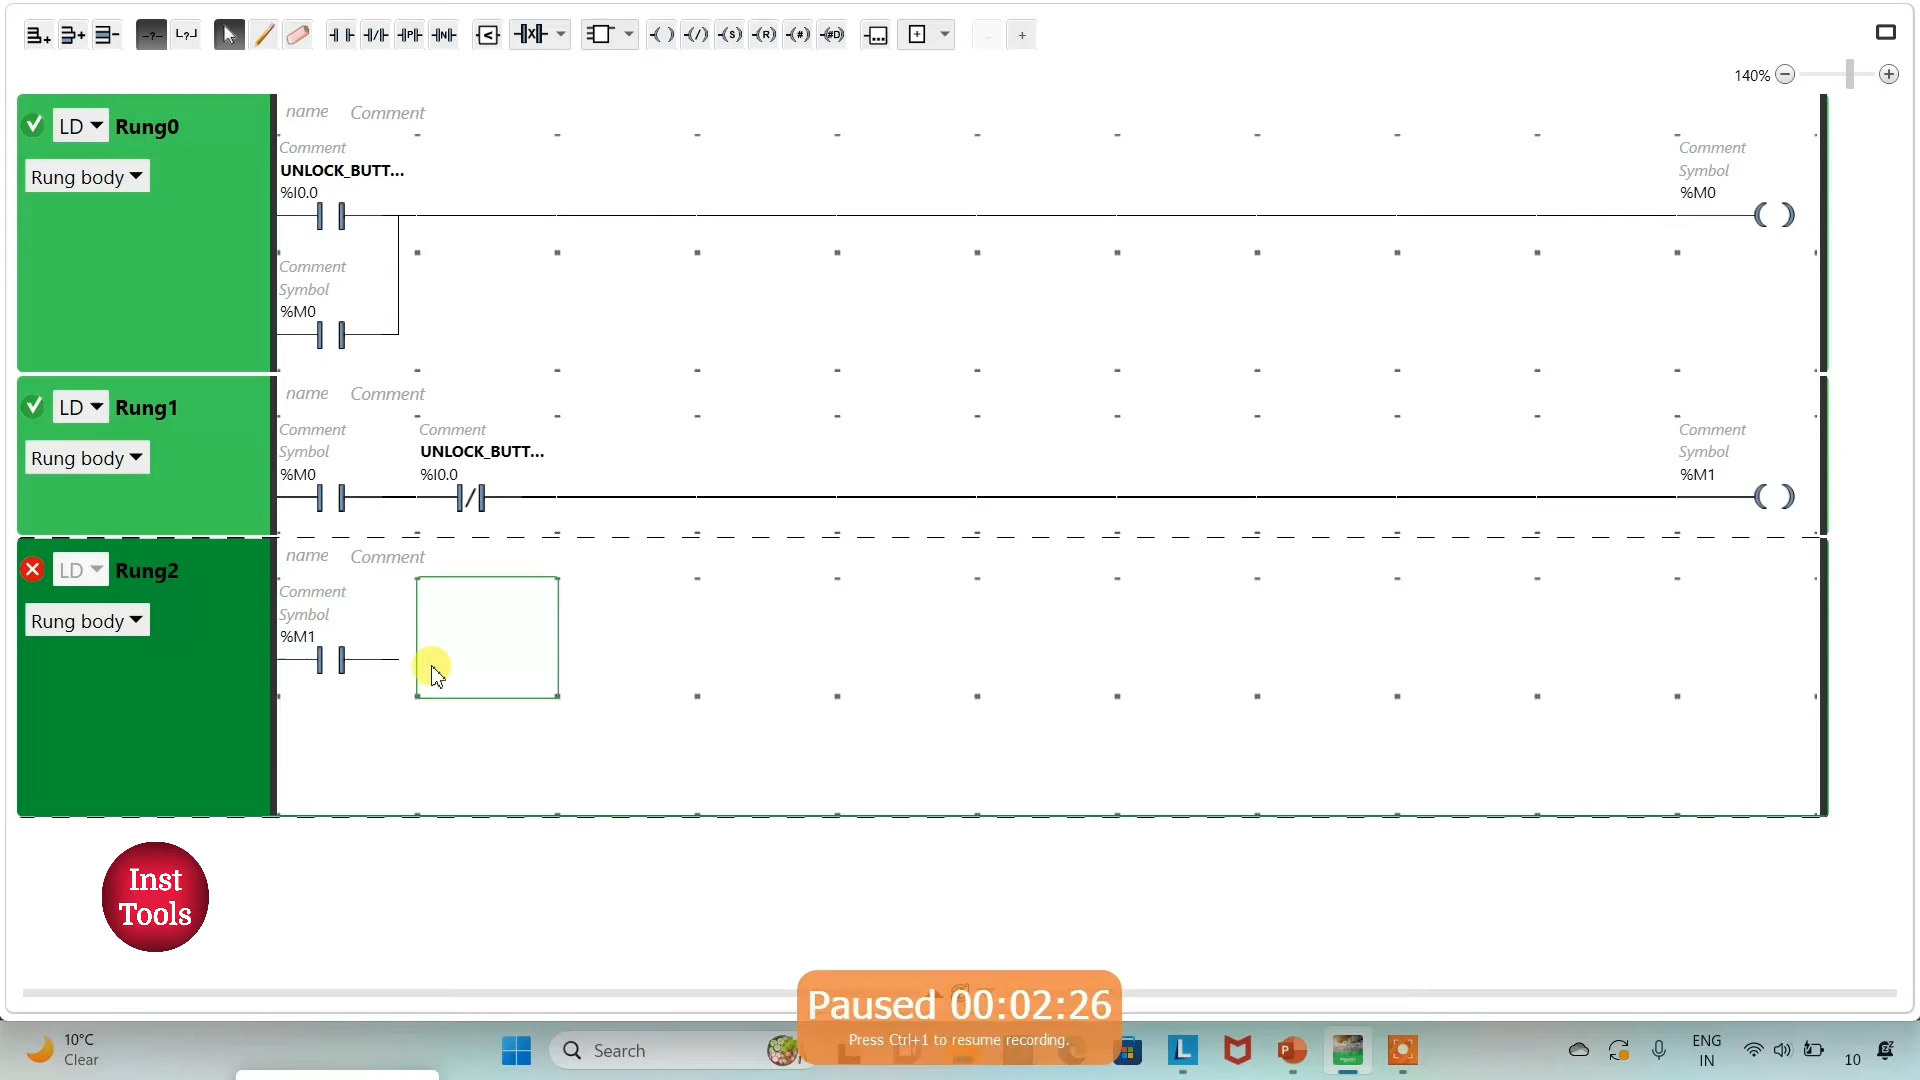 140%
LD Rung0
name Comment
Comment
UNLOCK_BUTT...
%I0.0
Comment
Symbol
%M0
Rung body
Comment
Symbol
%M0
LD Rung1
name Comment
Comment
Symbol
%M0
Comment
UNLOCK_BUTT...
%I0.0
Comment
Symbol
%M1
Rung body
LD Rung2
name Comment
Comment
Symbol
%M1
Rung body
Inst
Tools
Paused 00:02:26
Press Ctrl+1 to resume recording.
10°C
Clear
Search
ENG
IN
10